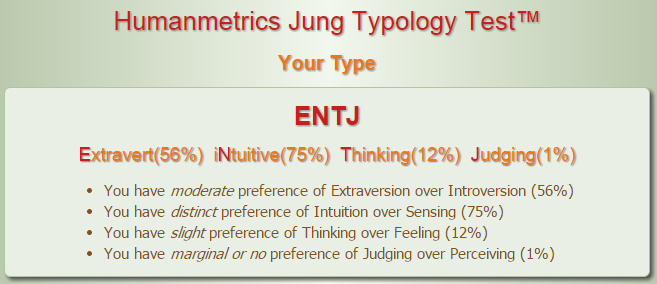 Humanmetrics Jung Typology Test™
Your Type
ENTJ
Extravert(56%) iNtuitive(75%) Thinking(12%) Judging(1%)
• You have moderate preference of Extraversion over Introversion (56%)
• You have distinct preference of Intuition over Sensing (75%)
• You have slight preference of Thinking over Feeling (12%)
• You have marginal or no preference of Judging over Perceiving (1%)